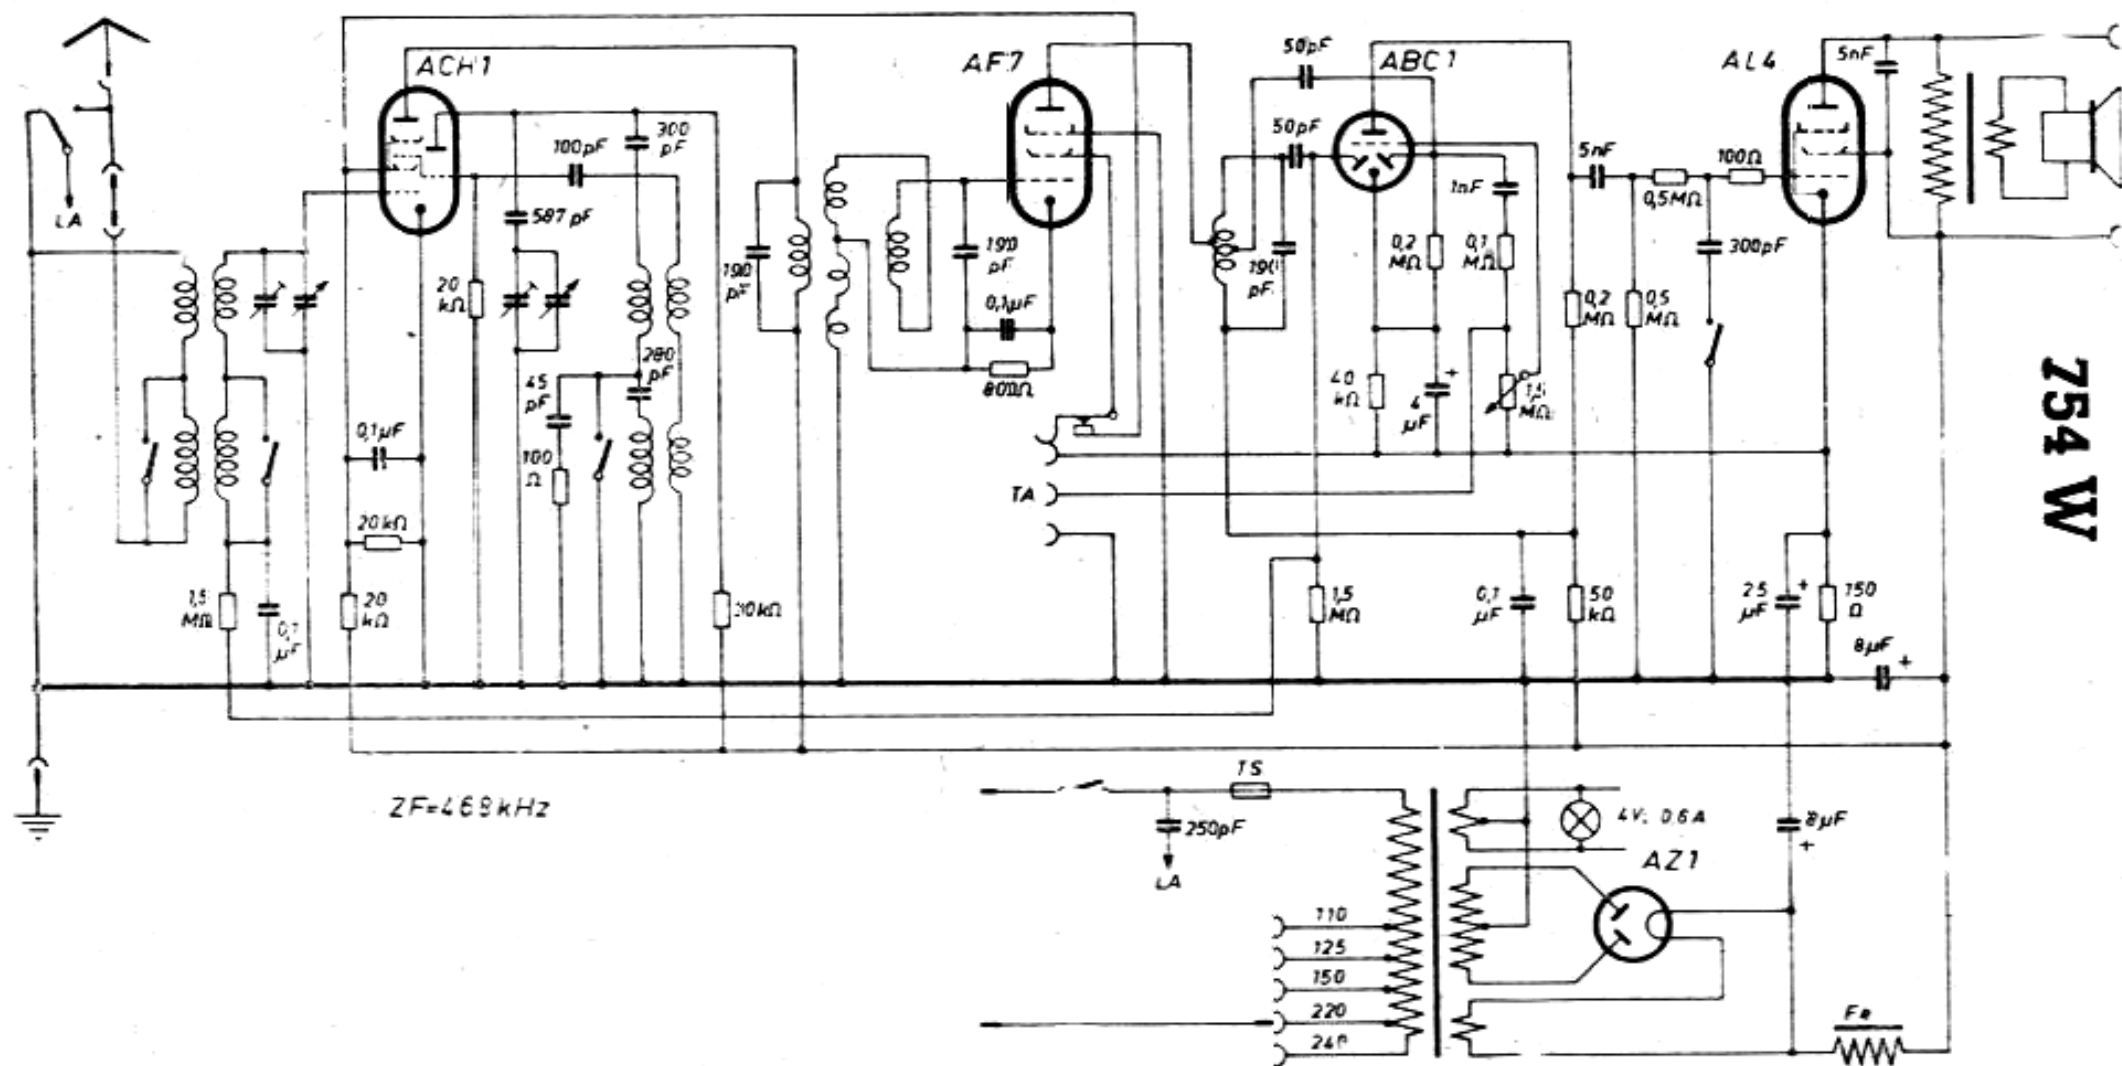 ACH1
AF7
ABC1
AL4
50pF
50pF
5nF
100pF
300
pF
587 pF
LA
20
kΩ
190
pF
190
pF
0,1µF
190
pF
1nF
0,2
MΩ
0,1
MΩ
5nF
0,5MΩ
100Ω
300pF
0,2
MΩ
0,5
MΩ
280
pF
45
pF
100
Ω
0,1µF
20kΩ
40
kΩ
4
µF
+
MΩ
TA
1,5
MΩ
0,1
µF
20
kΩ
1,5
MΩ
0,1
µF
50
kΩ
25
µF
+
150
Ω
8µF
+
754 W
TS
250pF
LA
4V; 0,6A
8µF
+
AZ1
110
125
150
220
240